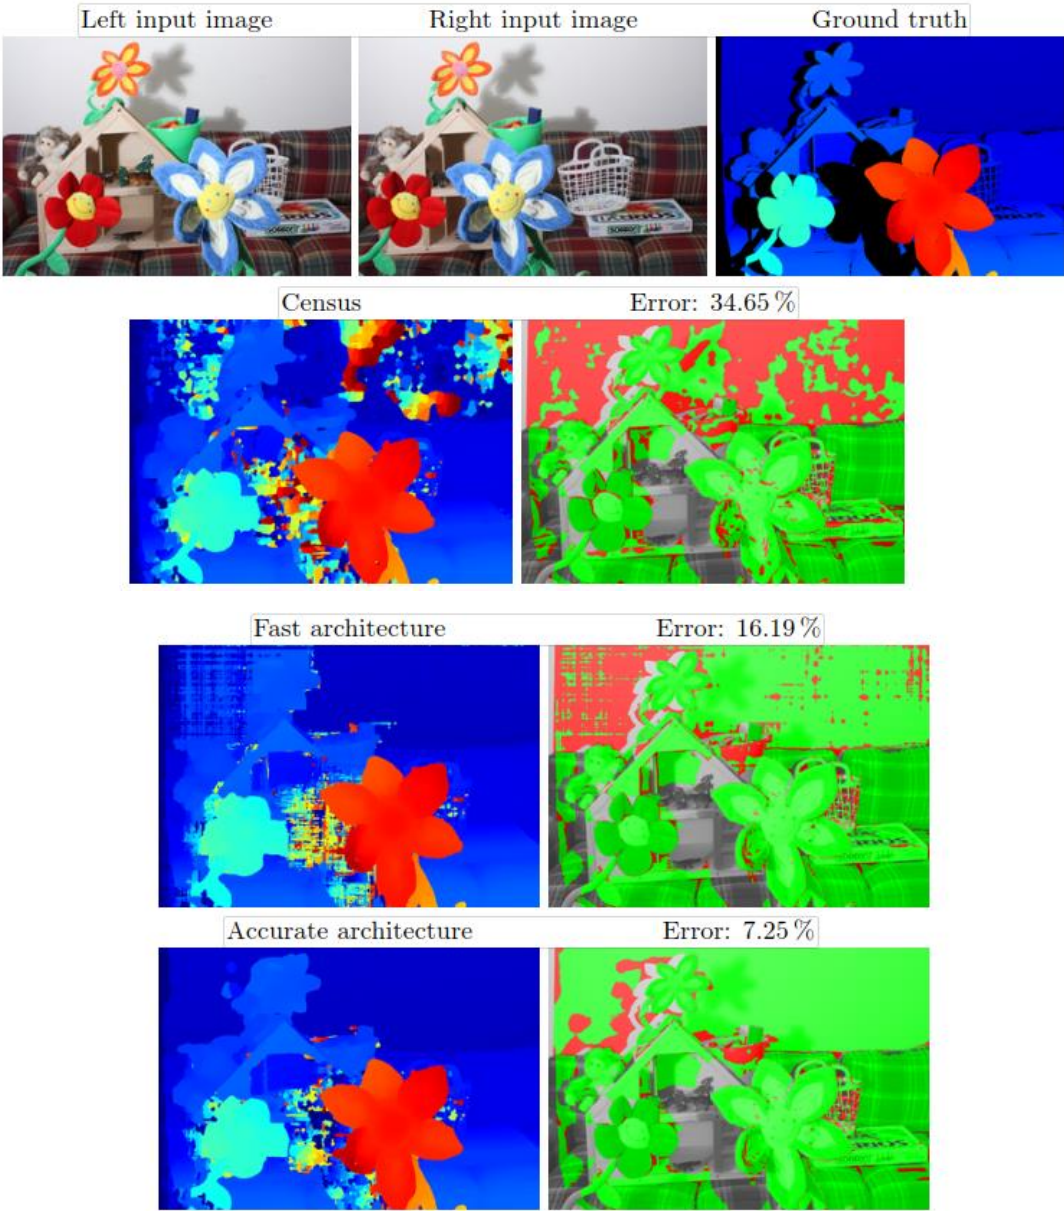 Left input image
Right input image
Ground truth
Census
Error: 34.65 %
Fast architecture
Error: 16.19 %
Accurate architecture
Error: 7.25 %